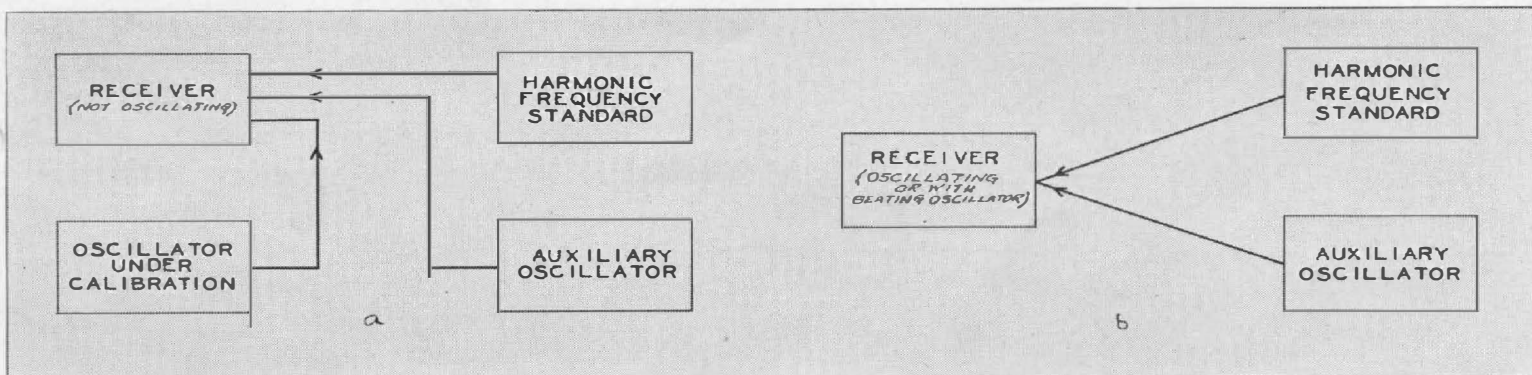 RECEIVER
(NOT OSCILLATING)
HARMONIC
FREQUENCY
STANDARD
OSCILLATOR
UNDER
CALIBRATION
AUXILIARY
OSCILLATOR
a
RECEIVER
(OSCILLATING
OR WITH
BEATING OSCILLATOR)
HARMONIC
FREQUENCY
STANDARD
AUXILIARY
OSCILLATOR
b